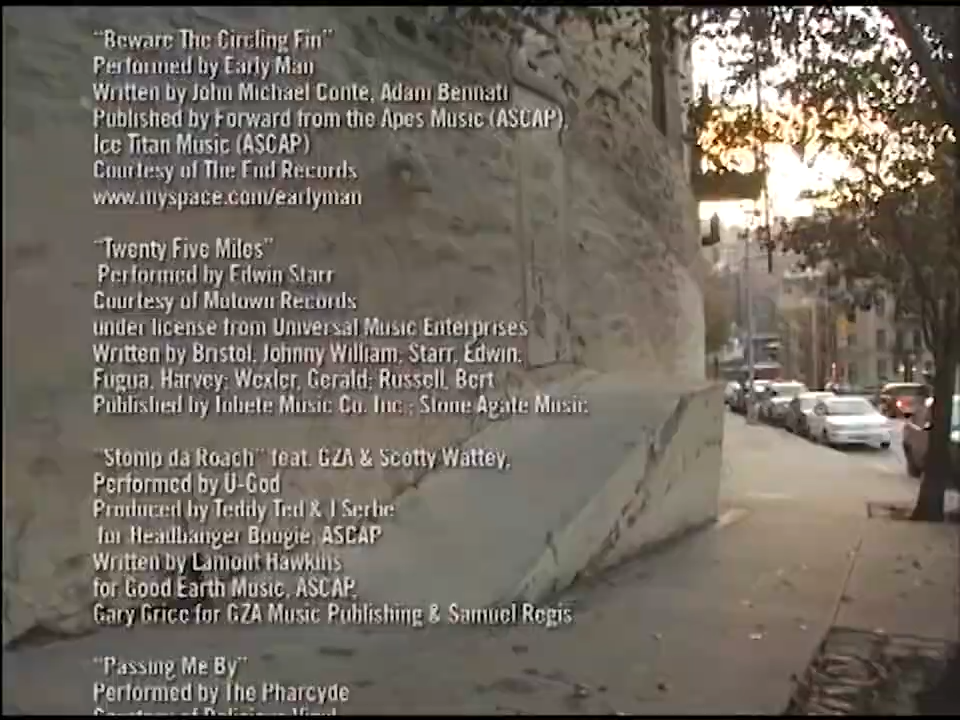 "Beware The Circling Fin"
Performed by Early Man
Written by John Michael Conte, Adam Bennati
Published by Forward from the Apes Music (ASCAP),
Ice Titan Music (ASCAP)
Courtesy of The End Records
www.myspace.com/earlyman
"Twenty Five Miles"
Performed by Edwin Starr
Courtesy of Motown Records
under license from Universal Music Enterprises
Written by Bristol, Johnny William; Starr, Edwin,
Fuqua, Harvey; Wexler, Gerald; Russell, Bert
Published by Jobete Music Co. Inc.; Stone Agate Music
"Stomp da Roach" feat. GZA & Scotty Wattey,
Performed by U-God
Produced by Teddy Ted & J Serbe
for Headbanger Bougie, ASCAP
Written by Lamont Hawkins
for Good Earth Music, ASCAP,
Gary Grice for GZA Music Publishing & Samuel Regis
"Passing Me By"
Performed by The Pharcyde
Courtesy of Delicious Vinyl